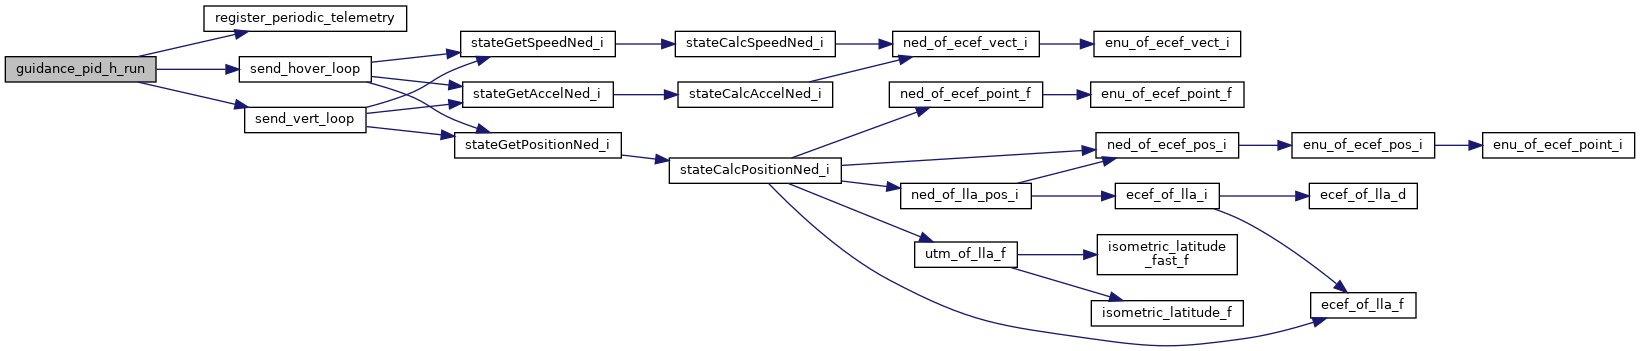 register_periodic_telemetry
guidance_pid_h_run
send_hover_loop
send_vert_loop
stateGetSpeedNed_i
stateGetAccelNed_i
stateGetPositionNed_i
stateCalcSpeedNed_i
stateCalcAccelNed_i
stateCalcPositionNed_i
ned_of_ecef_vect_i
ned_of_ecef_point_f
ned_of_lla_pos_i
utm_of_lla_f
enu_of_ecef_vect_i
enu_of_ecef_point_f
ned_of_ecef_pos_i
ecef_of_lla_i
isometric_latitude
_fast_f
isometric_latitude_f
enu_of_ecef_pos_i
ecef_of_lla_d
ecef_of_lla_f
enu_of_ecef_point_i